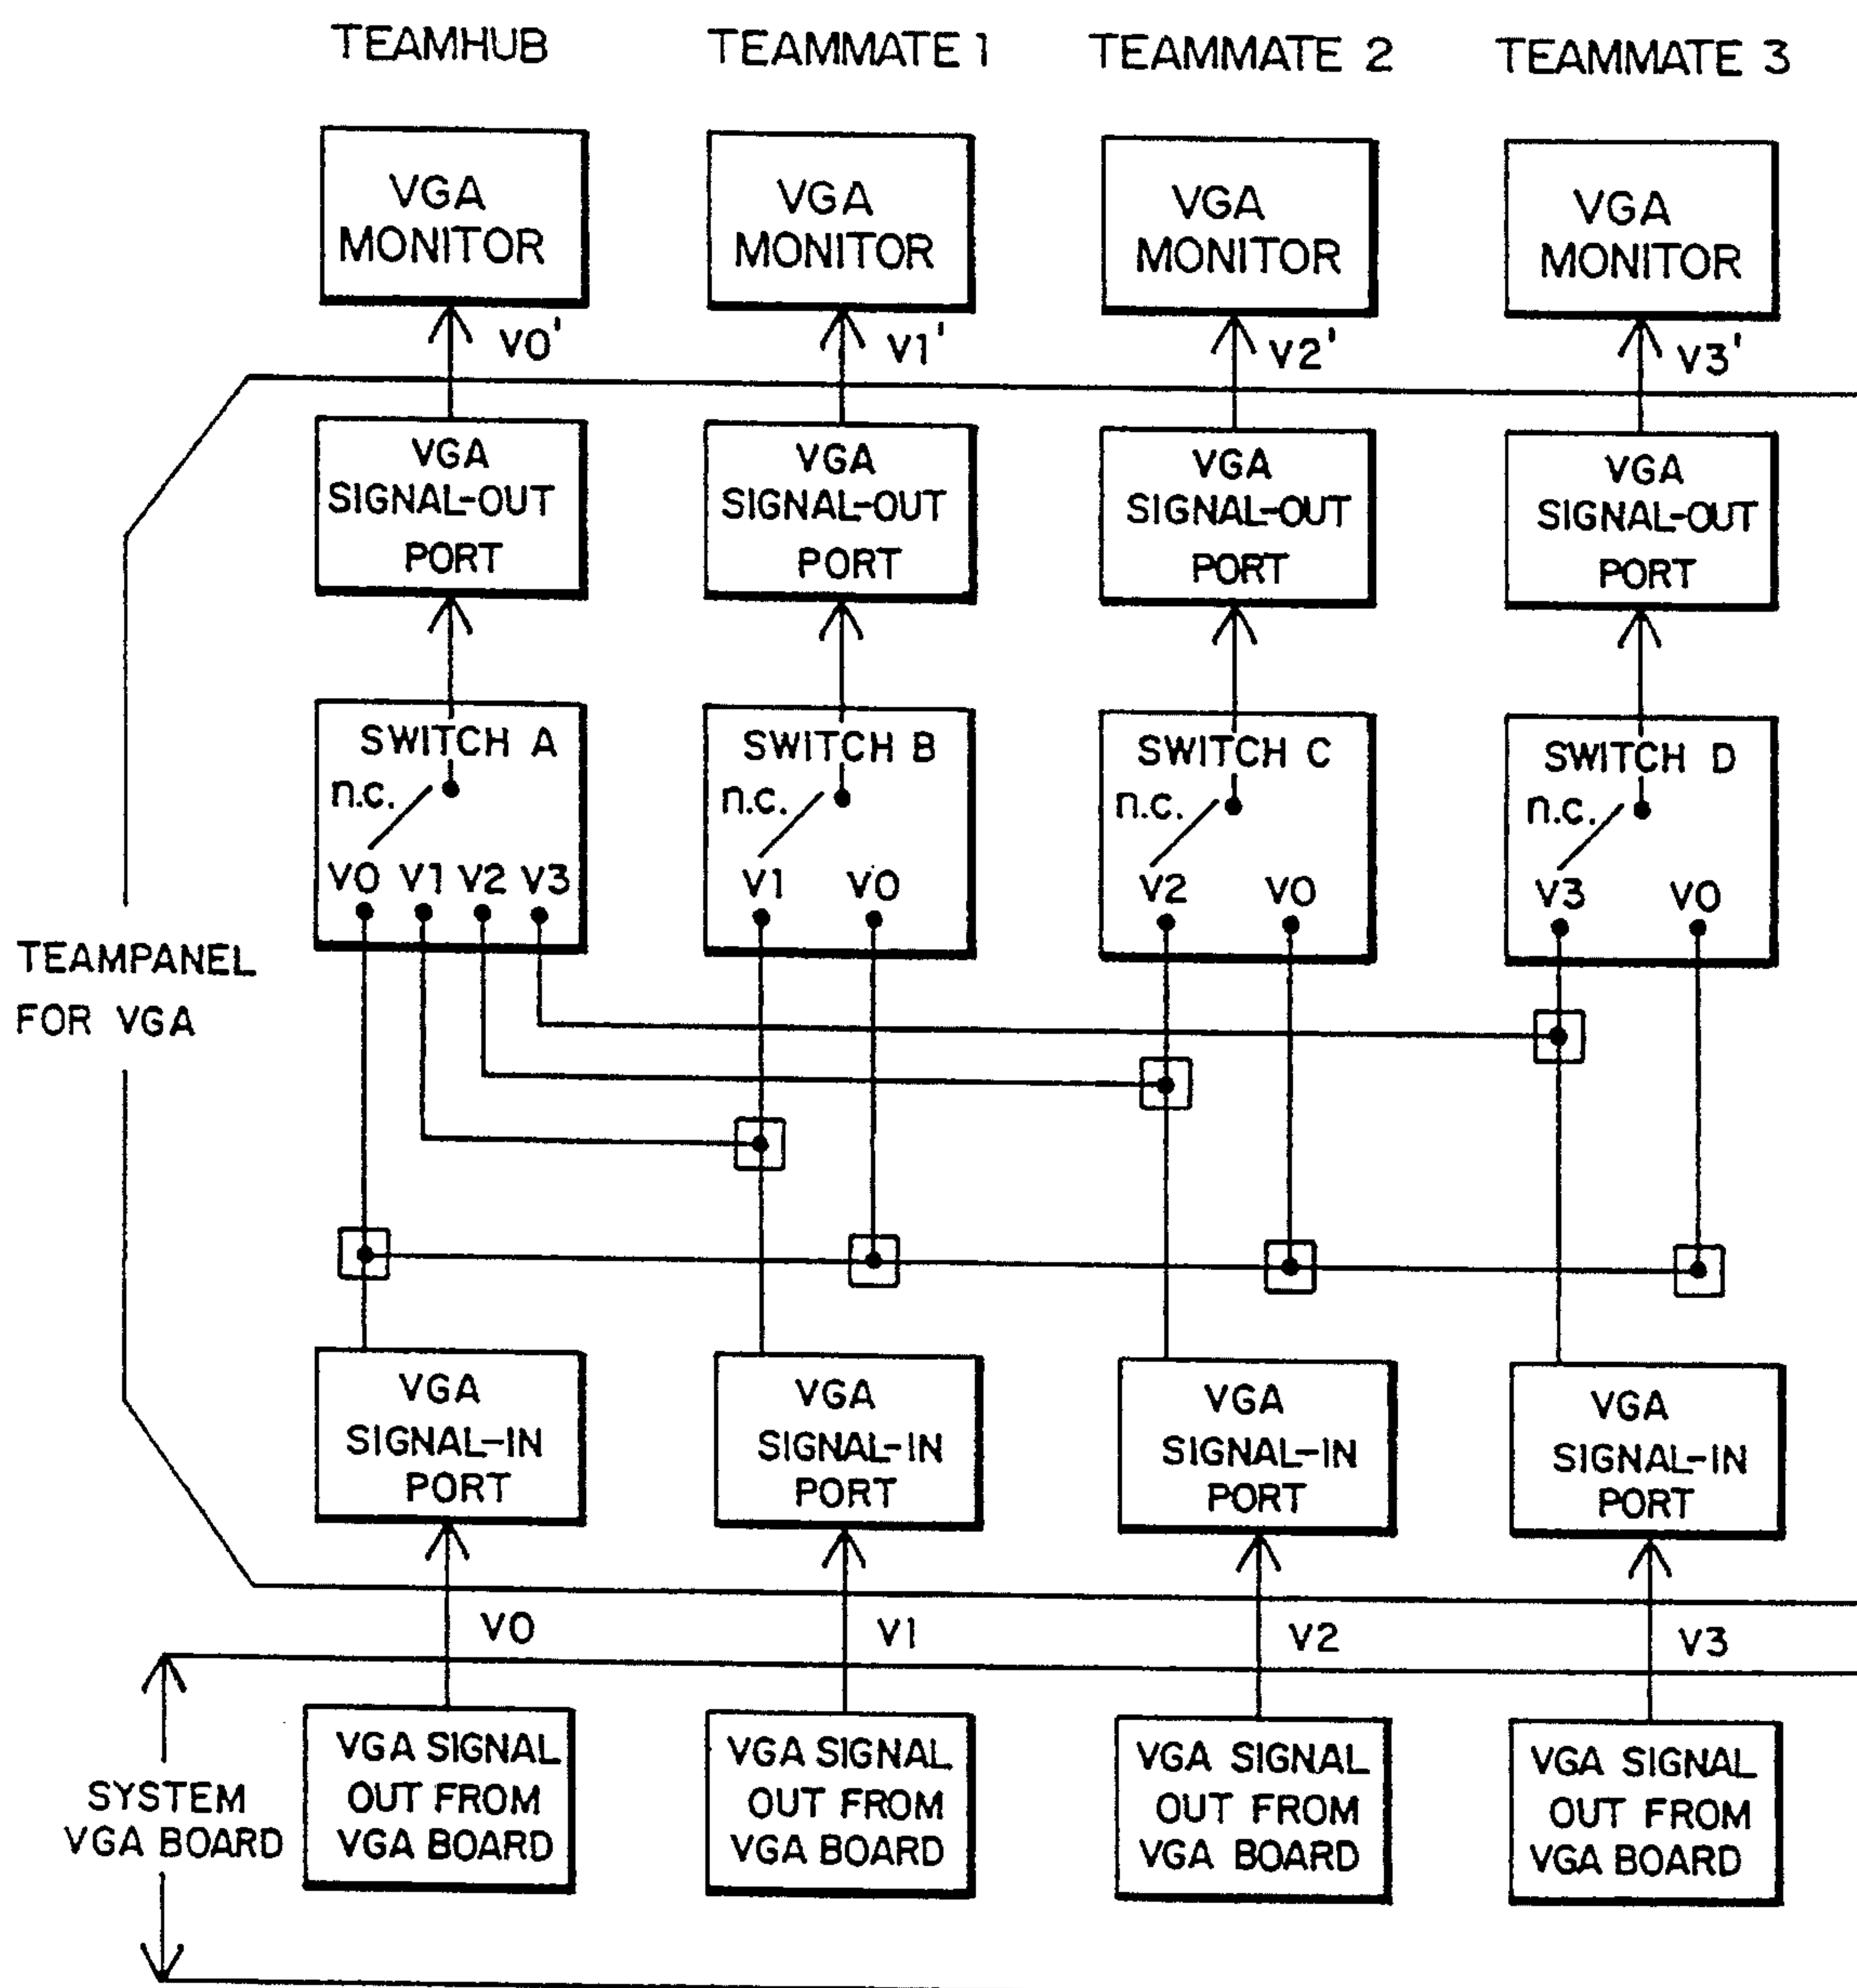 TEAMHUB TEAMMATE 1 TEAMMATE 2 TEAMMATE 3
VGA VGA VGA VGA
MONITOR MONITOR MONITOR MONITOR
V0' V1' V2' V3'
VGA VGA VGA VGA
SIGNAL-OUT SIGNAL-OUT SIGNAL-OUT SIGNAL-OUT
PORT PORT PORT PORT
SWITCH A SWITCH B SWITCH C SWITCH D
n.c. n.c. n.c. n.c.
V0 V1 V2 V3 V1 V0 V2 V0 V3 V0
TEAMPANEL
FOR VGA
VGA VGA VGA VGA
SIGNAL-IN SIGNAL-IN SIGNAL-IN SIGNAL-IN
PORT PORT PORT PORT
V0 V1 V2 V3
SYSTEM
VGA BOARD
VGA SIGNAL VGA SIGNAL VGA SIGNAL VGA SIGNAL
OUT FROM OUT FROM OUT FROM OUT FROM
VGA BOARD VGA BOARD VGA BOARD VGA BOARD